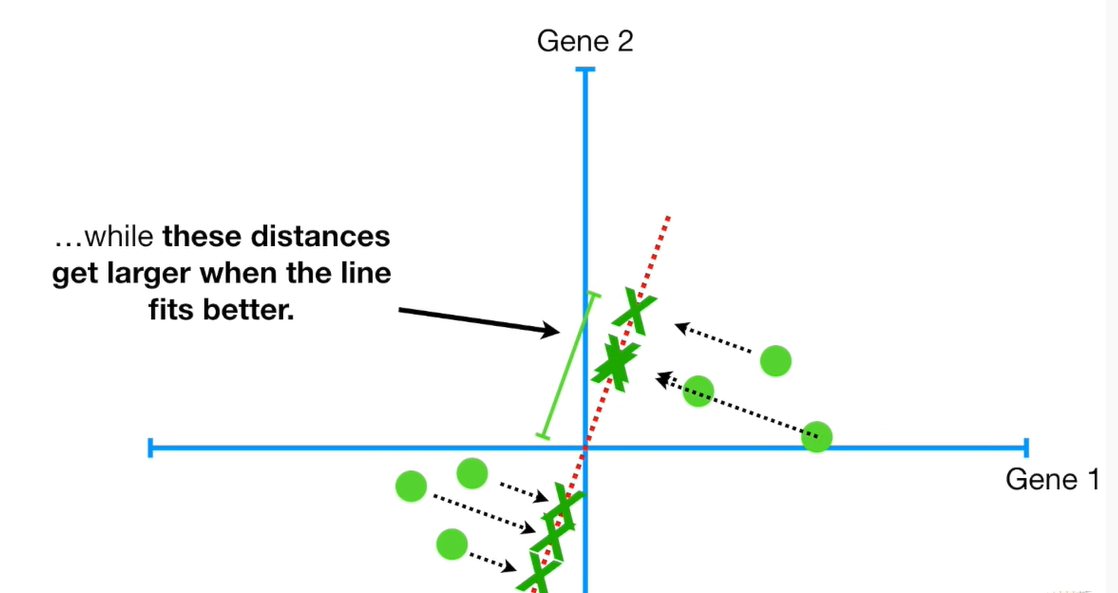 Gene 2
…while these distances
get larger when the line
fits better.
Gene 1